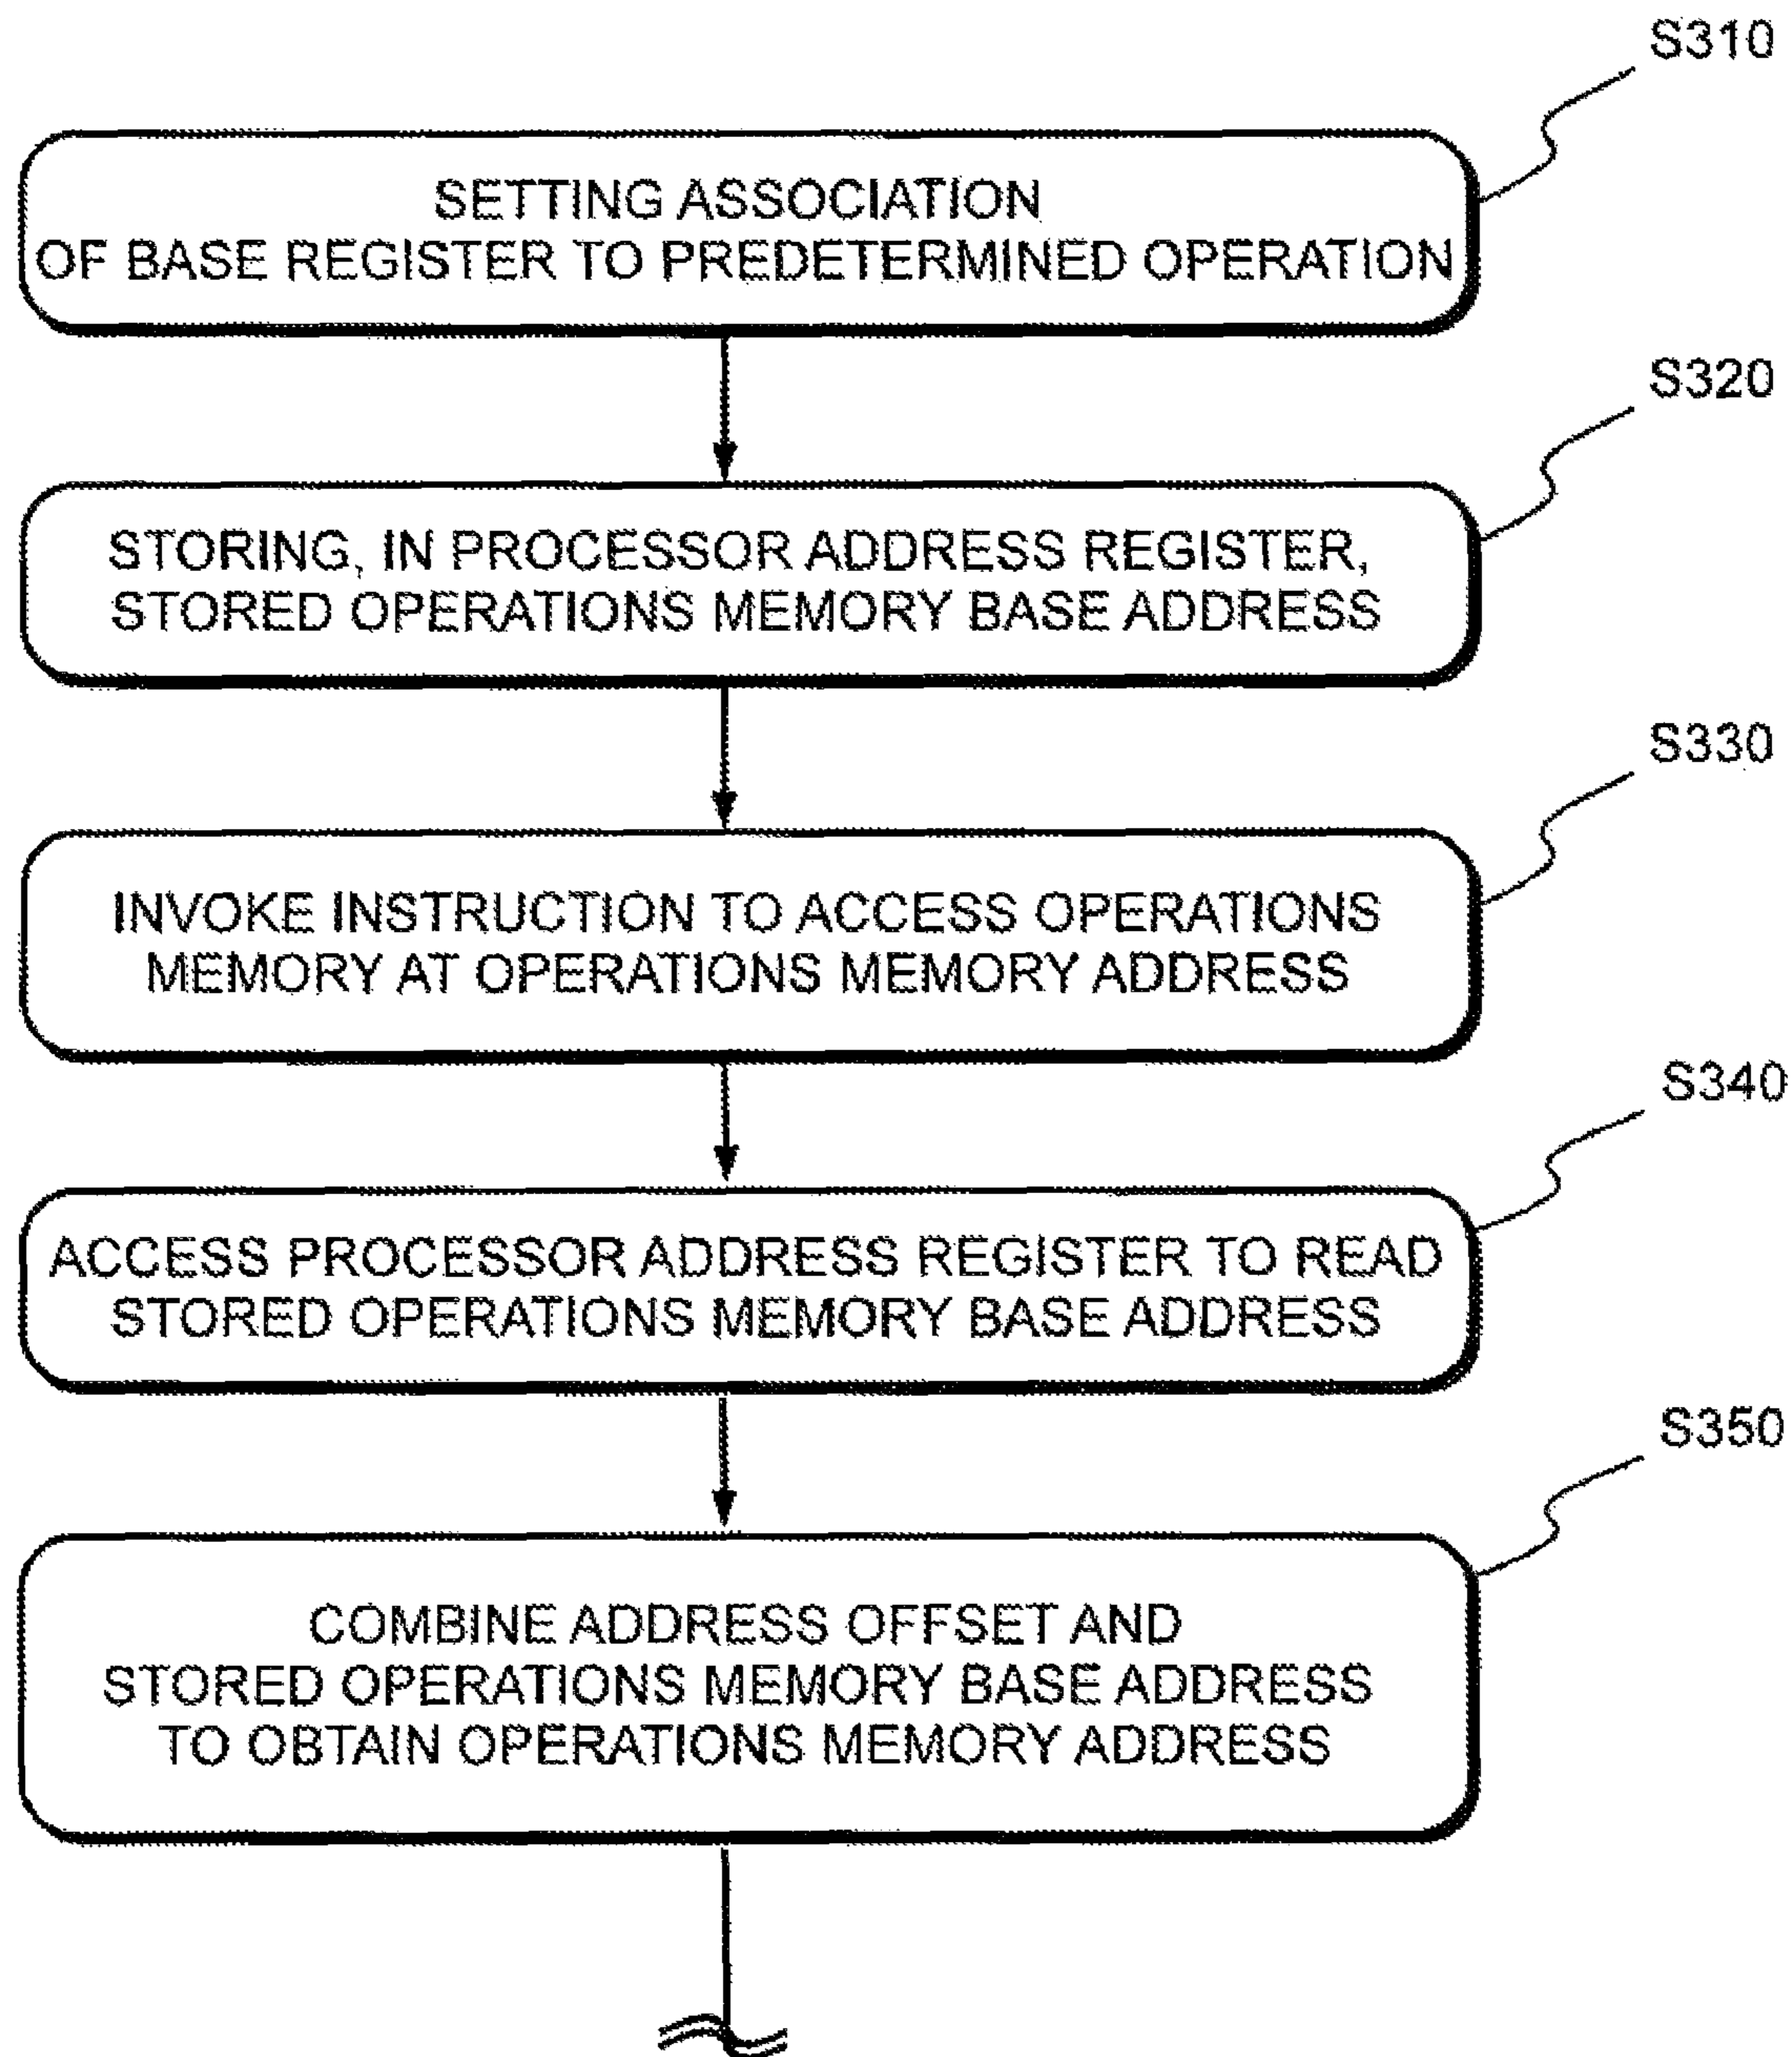 S310
SETTING ASSOCIATION
OF BASE REGISTER TO PREDETERMINED OPERATION
S320
STORING, IN PROCESSOR ADDRESS REGISTER,
STORED OPERATIONS MEMORY BASE ADDRESS
S330
INVOKE INSTRUCTION TO ACCESS OPERATIONS
MEMORY AT OPERATIONS MEMORY ADDRESS
S340
ACCESS PROCESSOR ADDRESS REGISTER TO READ
STORED OPERATIONS MEMORY BASE ADDRESS
S350
COMBINE ADDRESS OFFSET AND
STORED OPERATIONS MEMORY BASE ADDRESS
TO OBTAIN OPERATIONS MEMORY ADDRESS